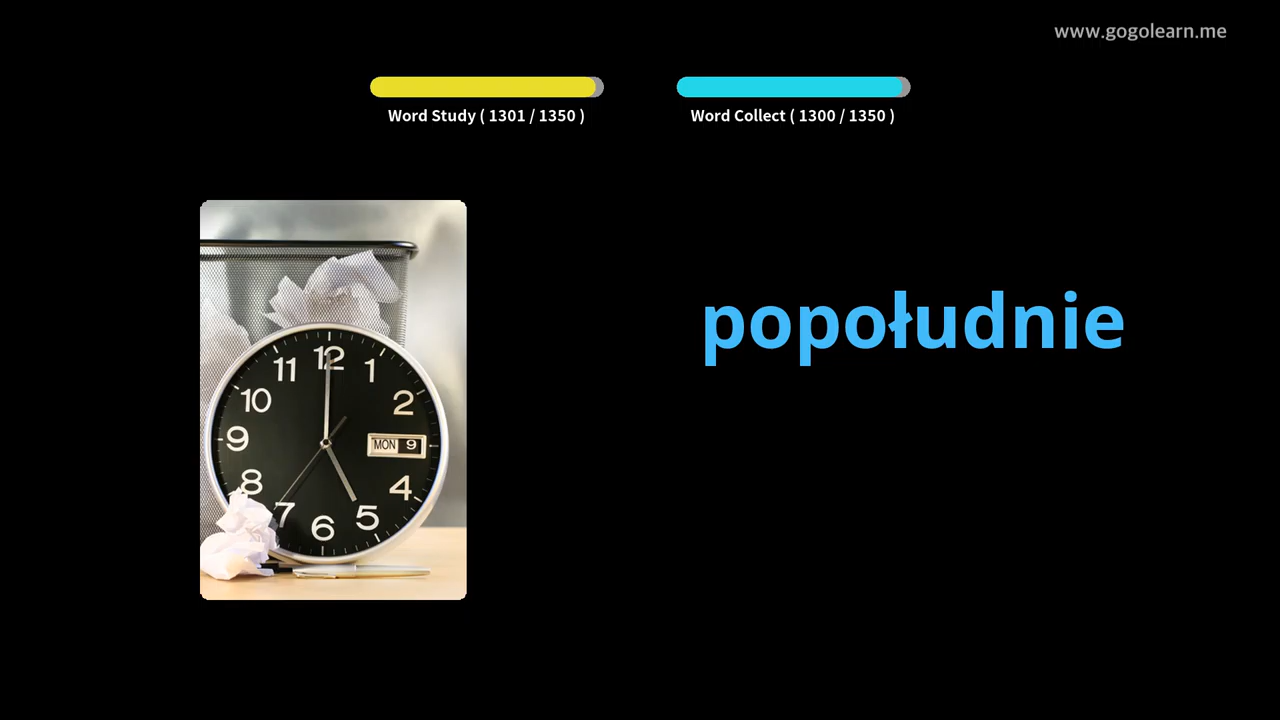 www.gogolearn.me
Word Study ( 1301 / 1350 )
Word Collect ( 1300 / 1350 )
popołudnie
12
11
1
10
2
9
MON 9
8
4
7
5
6